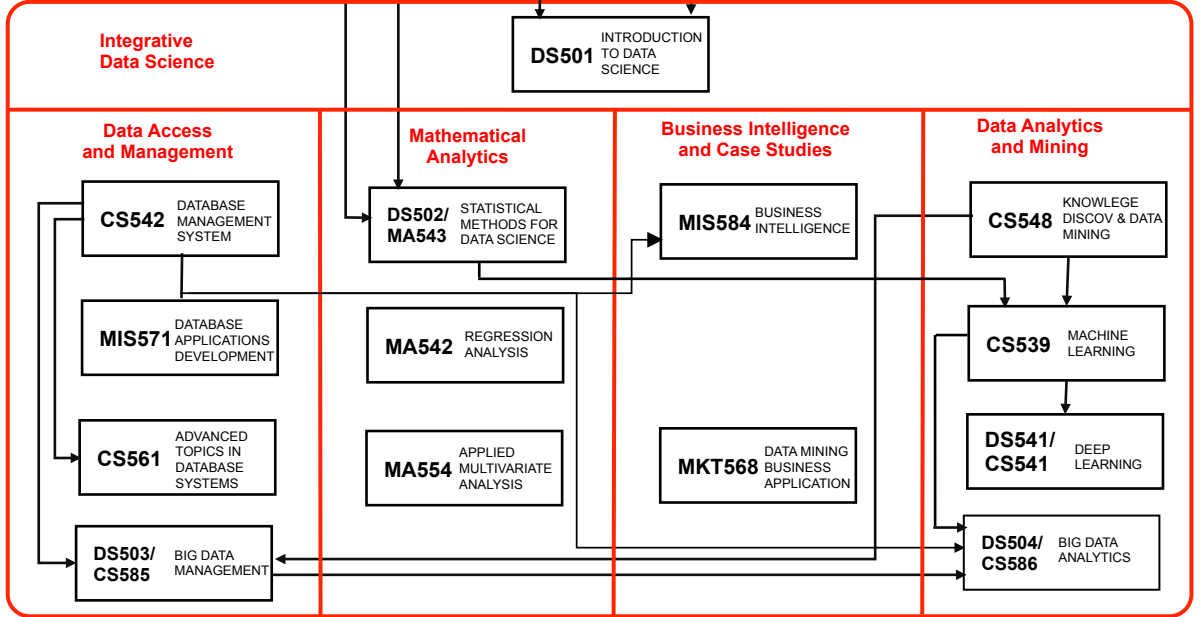 Integrative
Data Science
DS501
INTRODUCTION
TO DATA
SCIENCE
Data Access
and Management
CS542
DATABASE
MANAGEMENT
SYSTEM
MIS571
DATABASE
APPLICATIONS
DEVELOPMENT
CS561
ADVANCED
TOPICS IN
DATABASE
SYSTEMS
DS503/
CS585
BIG DATA
MANAGEMENT
Mathematical
Analytics
DS502/
MA543
STATISTICAL
METHODS FOR
DATA SCIENCE
MA542
REGRESSION
ANALYSIS
MA554
APPLIED
MULTIVARIATE
ANALYSIS
Business Intelligence
and Case Studies
MIS584
BUSINESS
INTELLIGENCE
MKT568
DATA MINING
BUSINESS
APPLICATION
Data Analytics
and Mining
CS548
KNOWLEGE
DISCOV & DATA
MINING
CS539
MACHINE
LEARNING
DS541/
CS541
DEEP
LEARNING
DS504/
CS586
BIG DATA
ANALYTICS